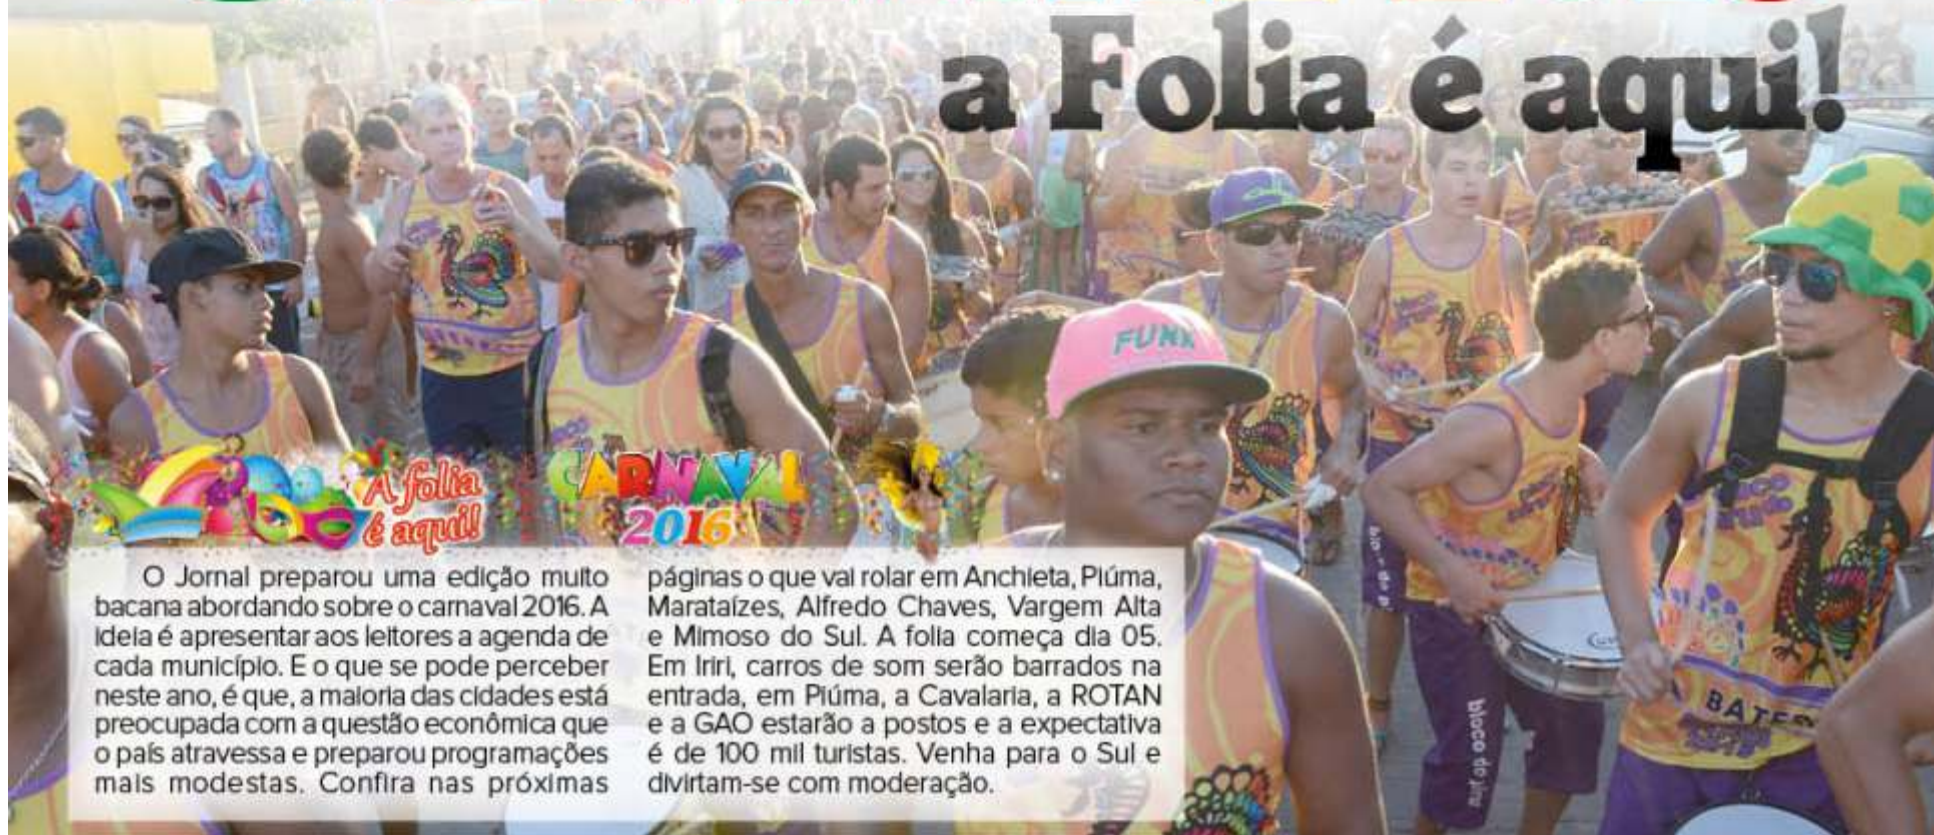 a Folia é aqui!
FUNK
A folia
é aqui!
CARNAVAL
2016
O Jornal preparou uma edição muito
bacana abordando sobre o carnaval 2016. A
ideia é apresentar aos leitores a agenda de
cada município. E o que se pode perceber
neste ano, é que, a maioria das cidades está
preocupada com a questão econômica que
o país atravessa e preparou programações
mais modestas. Confira nas próximas
páginas o que vai rolar em Anchieta, Piúma,
Marataízes, Alfredo Chaves, Vargem Alta
e Mimoso do Sul. A folia começa dia 05.
Em Iriri, carros de som serão barrados na
entrada, em Piúma, a Cavalaria, a ROTAN
e a GAO estarão a postos e a expectativa
é de 100 mil turistas. Venha para o Sul e
divirtam-se com moderação.
bloco do